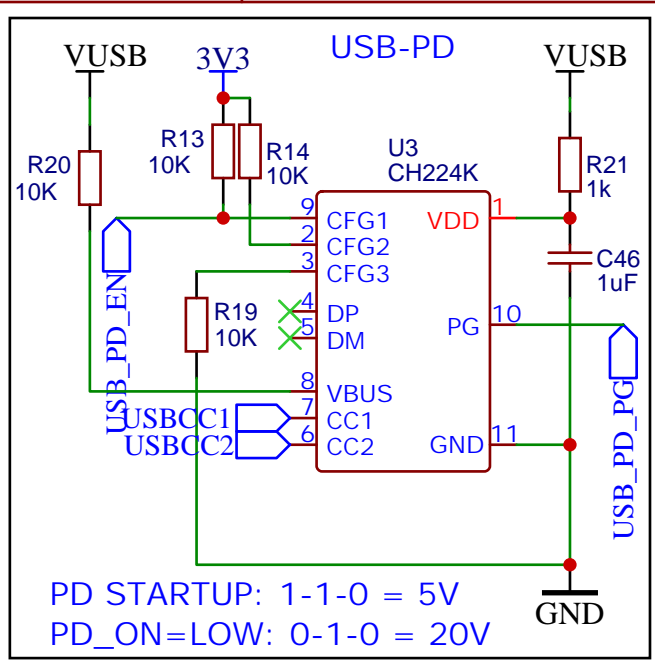 USB-PD
VUSB
3V3
VUSB
R20
10K
R13
10K
R14
10K
U3
CH224K
R21
1k
9
CFG1
2
CFG2
3
CFG3
4
DP
5
DM
8
VBUS
7
CC1
6
CC2
1
VDD
10
PG
11
GND
C46
1uF
R19
10K
USB_PD_EN
USBCC1
USBCC2
USB_PD_PG
GND
PD STARTUP: 1-1-0 = 5V
PD_ON=LOW: 0-1-0 = 20V